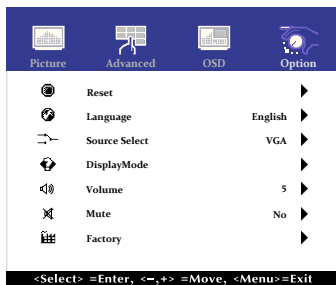 Picture Advanced OSD Option
Reset
Language English
Source Select VGA
DisplayMode
Volume 5
Mute No
Factory
<Select> =Enter, <−,+> =Move, <Menu>=Exit